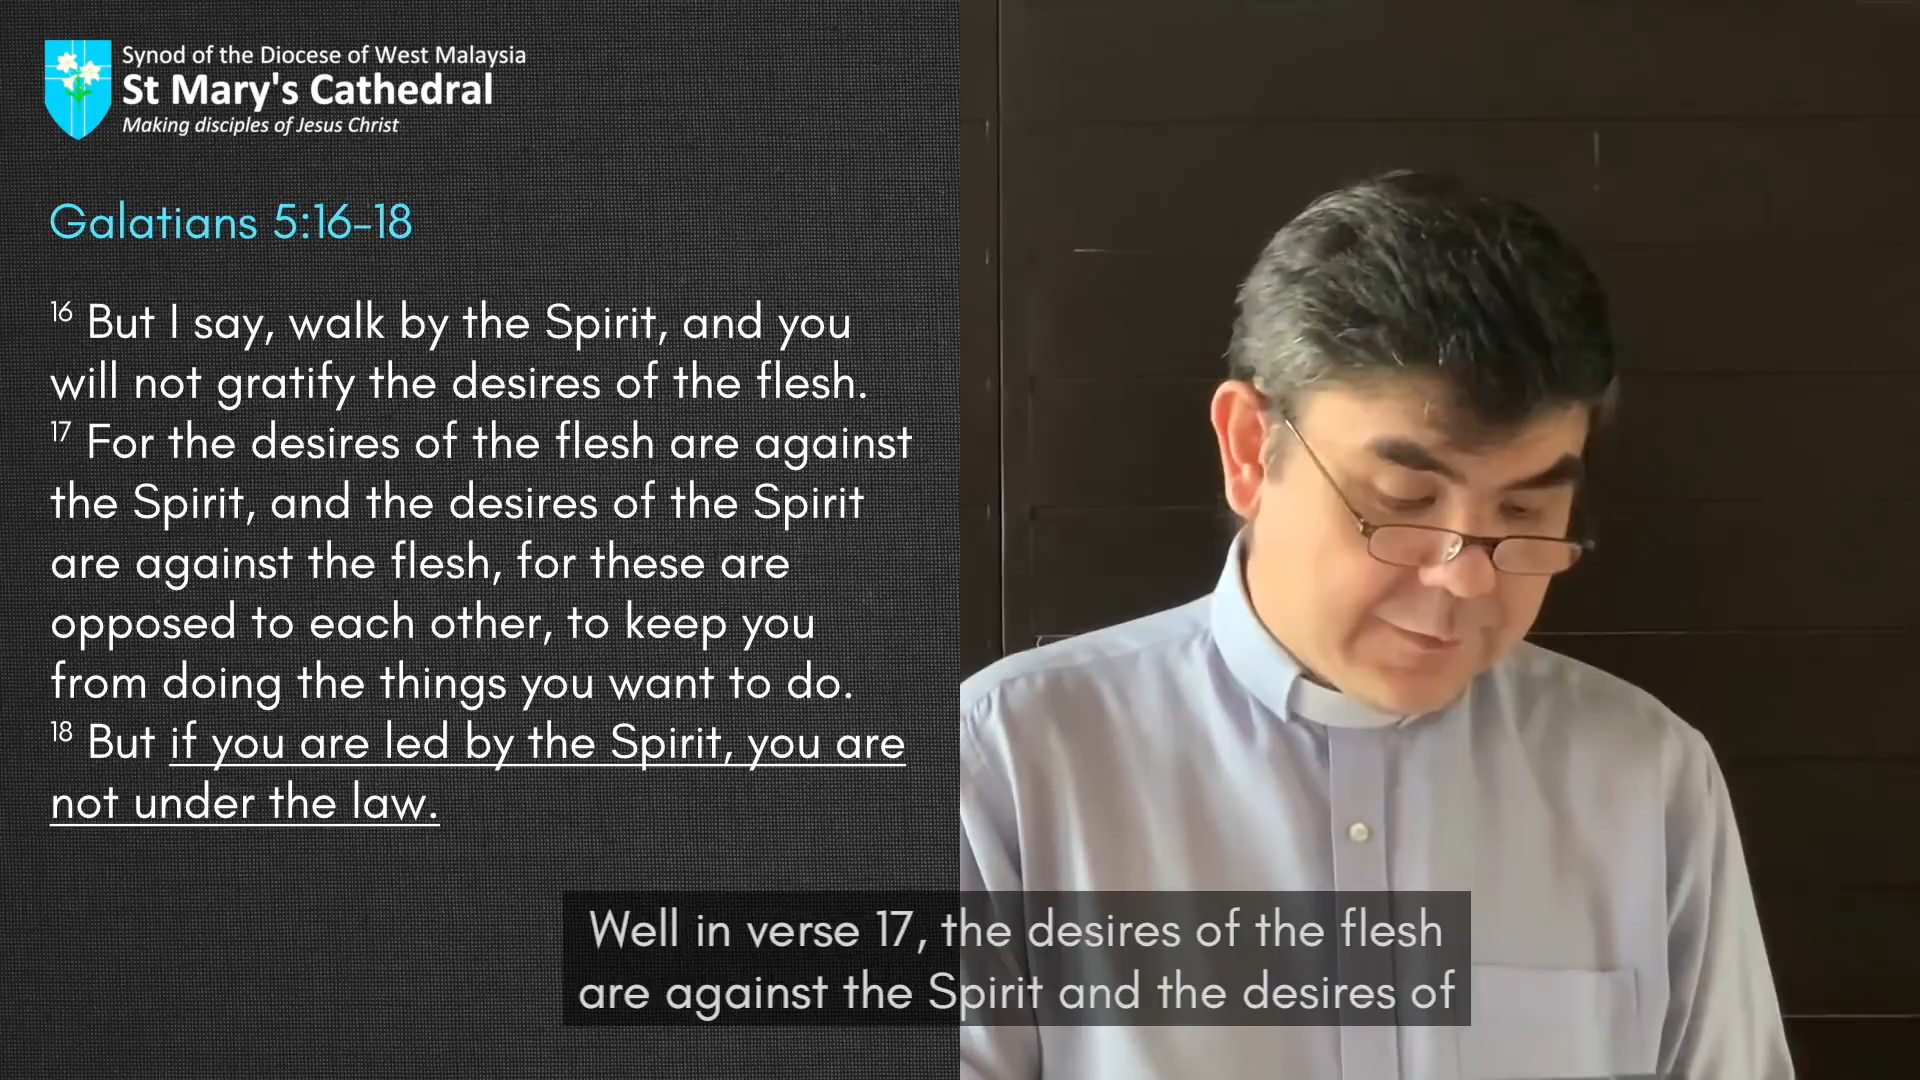 Synod of the Diocese of West Malaysia
St Mary's Cathedral
Making disciples of Jesus Christ
Galatians 5:16-18
16 But I say, walk by the Spirit, and you
will not gratify the desires of the flesh.
17 For the desires of the flesh are against
the Spirit, and the desires of the Spirit
are against the flesh, for these are
opposed to each other, to keep you
from doing the things you want to do.
18 But if you are led by the Spirit, you are
not under the law.
Well in verse 17, the desires of the flesh
are against the Spirit and the desires of